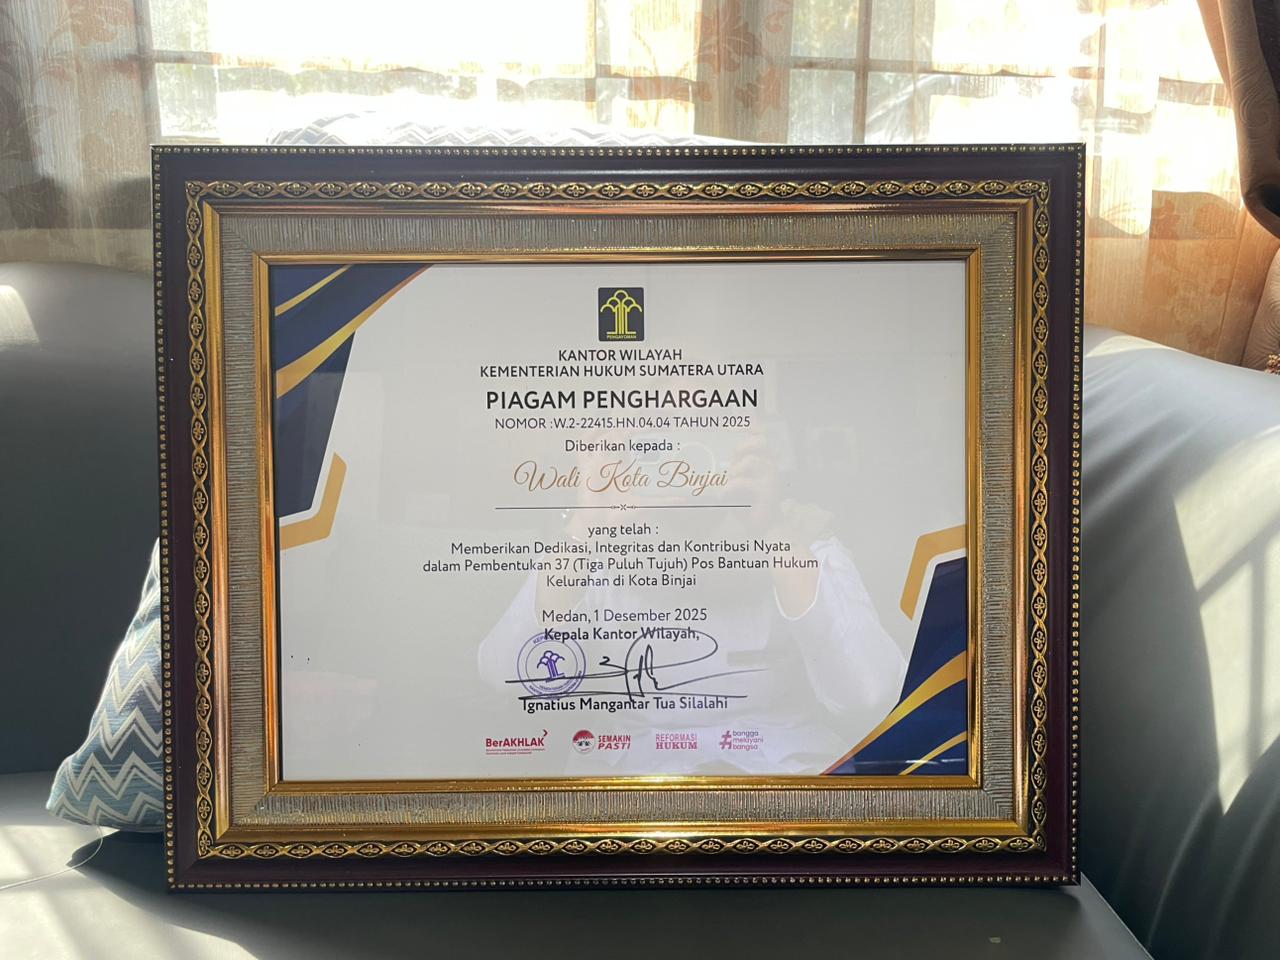 PENGAYOMAN
KANTOR WILAYAH
KEMENTERIAN HUKUM SUMATERA UTARA
PIAGAM PENGHARGAAN
NOMOR :W.2-22415.HN.04.04 TAHUN 2025
Diberikan kepada :
Wali Kota Binjai
yang telah :
Memberikan Dedikasi, Integritas dan Kontribusi Nyata
dalam Pembentukan 37 (Tiga Puluh Tujuh) Pos Bantuan Hukum
Kelurahan di Kota Binjai
Medan, 1 Desember 2025
Kepala Kantor Wilayah,
Ignatius Mangantar Tua Silalahi
BerAKHLAK
SEMAKIN
PASTI
REFORMASI
HUKUM
#bangga
melayani
bangsa